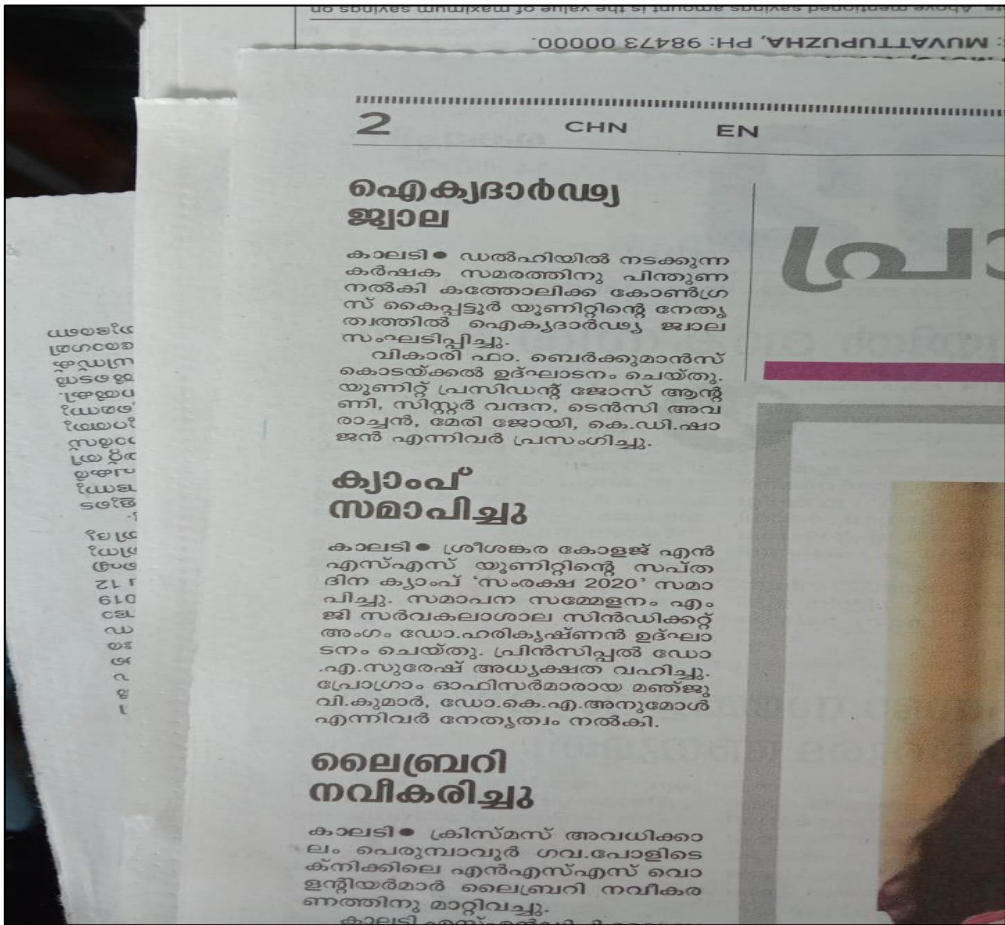 : MUVATTUPUZHA, PH: 98473 00000.
2 CHN EN
ഐക്യദാർഢ്യ
ജ്വാല
കാലടി ● ഡൽഹിയിൽ നടക്കുന്ന
കർഷക സമരത്തിനു പിന്തുണ
നൽകി കത്തോലിക്ക കോൺഗ്ര
സ് കൈപ്പട്ടൂർ യൂണിറ്റിന്റെ നേതൃ
ത്വത്തിൽ ഐക്യദാർഢ്യ ജ്വാല
സംഘടിപ്പിച്ചു.
വികാരി ഫാ. ബെർക്കുമാൻസ്
കൊടയ്ക്കൽ ഉദ്ഘാടനം ചെയ്തു.
യൂണിറ്റ് പ്രസിഡന്റ് ജോസ് ആന്റ
ണി, സിസ്റ്റർ വന്ദന, ടെൻസി അവ
രാച്ചൻ, മേരി ജോയി, കെ.ഡി.ഷാ
ജൻ എന്നിവർ പ്രസംഗിച്ചു.
ക്യാംപ്
സമാപിച്ചു
കാലടി ● ശ്രീശങ്കര കോളജ് എൻ
എസ്എസ് യൂണിറ്റിന്റെ സപ്ത
ദിന ക്യാംപ് ‘സംരക്ഷ 2020’ സമാ
പിച്ചു. സമാപന സമ്മേളനം എം
ജി സർവകലാശാല സിൻഡിക്കറ്റ്
അംഗം ഡോ.ഹരികൃഷ്ണൻ ഉദ്ഘാ
ടനം ചെയ്തു. പ്രിൻസിപ്പൽ ഡോ
.എ.സുരേഷ് അധ്യക്ഷത വഹിച്ചു.
പ്രോഗ്രാം ഓഫിസർമാരായ മഞ്ജു
വി.കുമാർ, ഡോ.കെ.എ.അനുമോൾ
എന്നിവർ നേതൃത്വം നൽകി.
ലൈബ്രറി
നവീകരിച്ചു
കാലടി ● ക്രിസ്മസ് അവധിക്കാ
ലം പെരുമ്പാവൂർ ഗവ.പോളിടെ
ക്നിക്കിലെ എൻഎസ്എസ് വൊ
ളന്റിയർമാർ ലൈബ്രറി നവീകര
ണത്തിനു മാറ്റിവച്ചു.